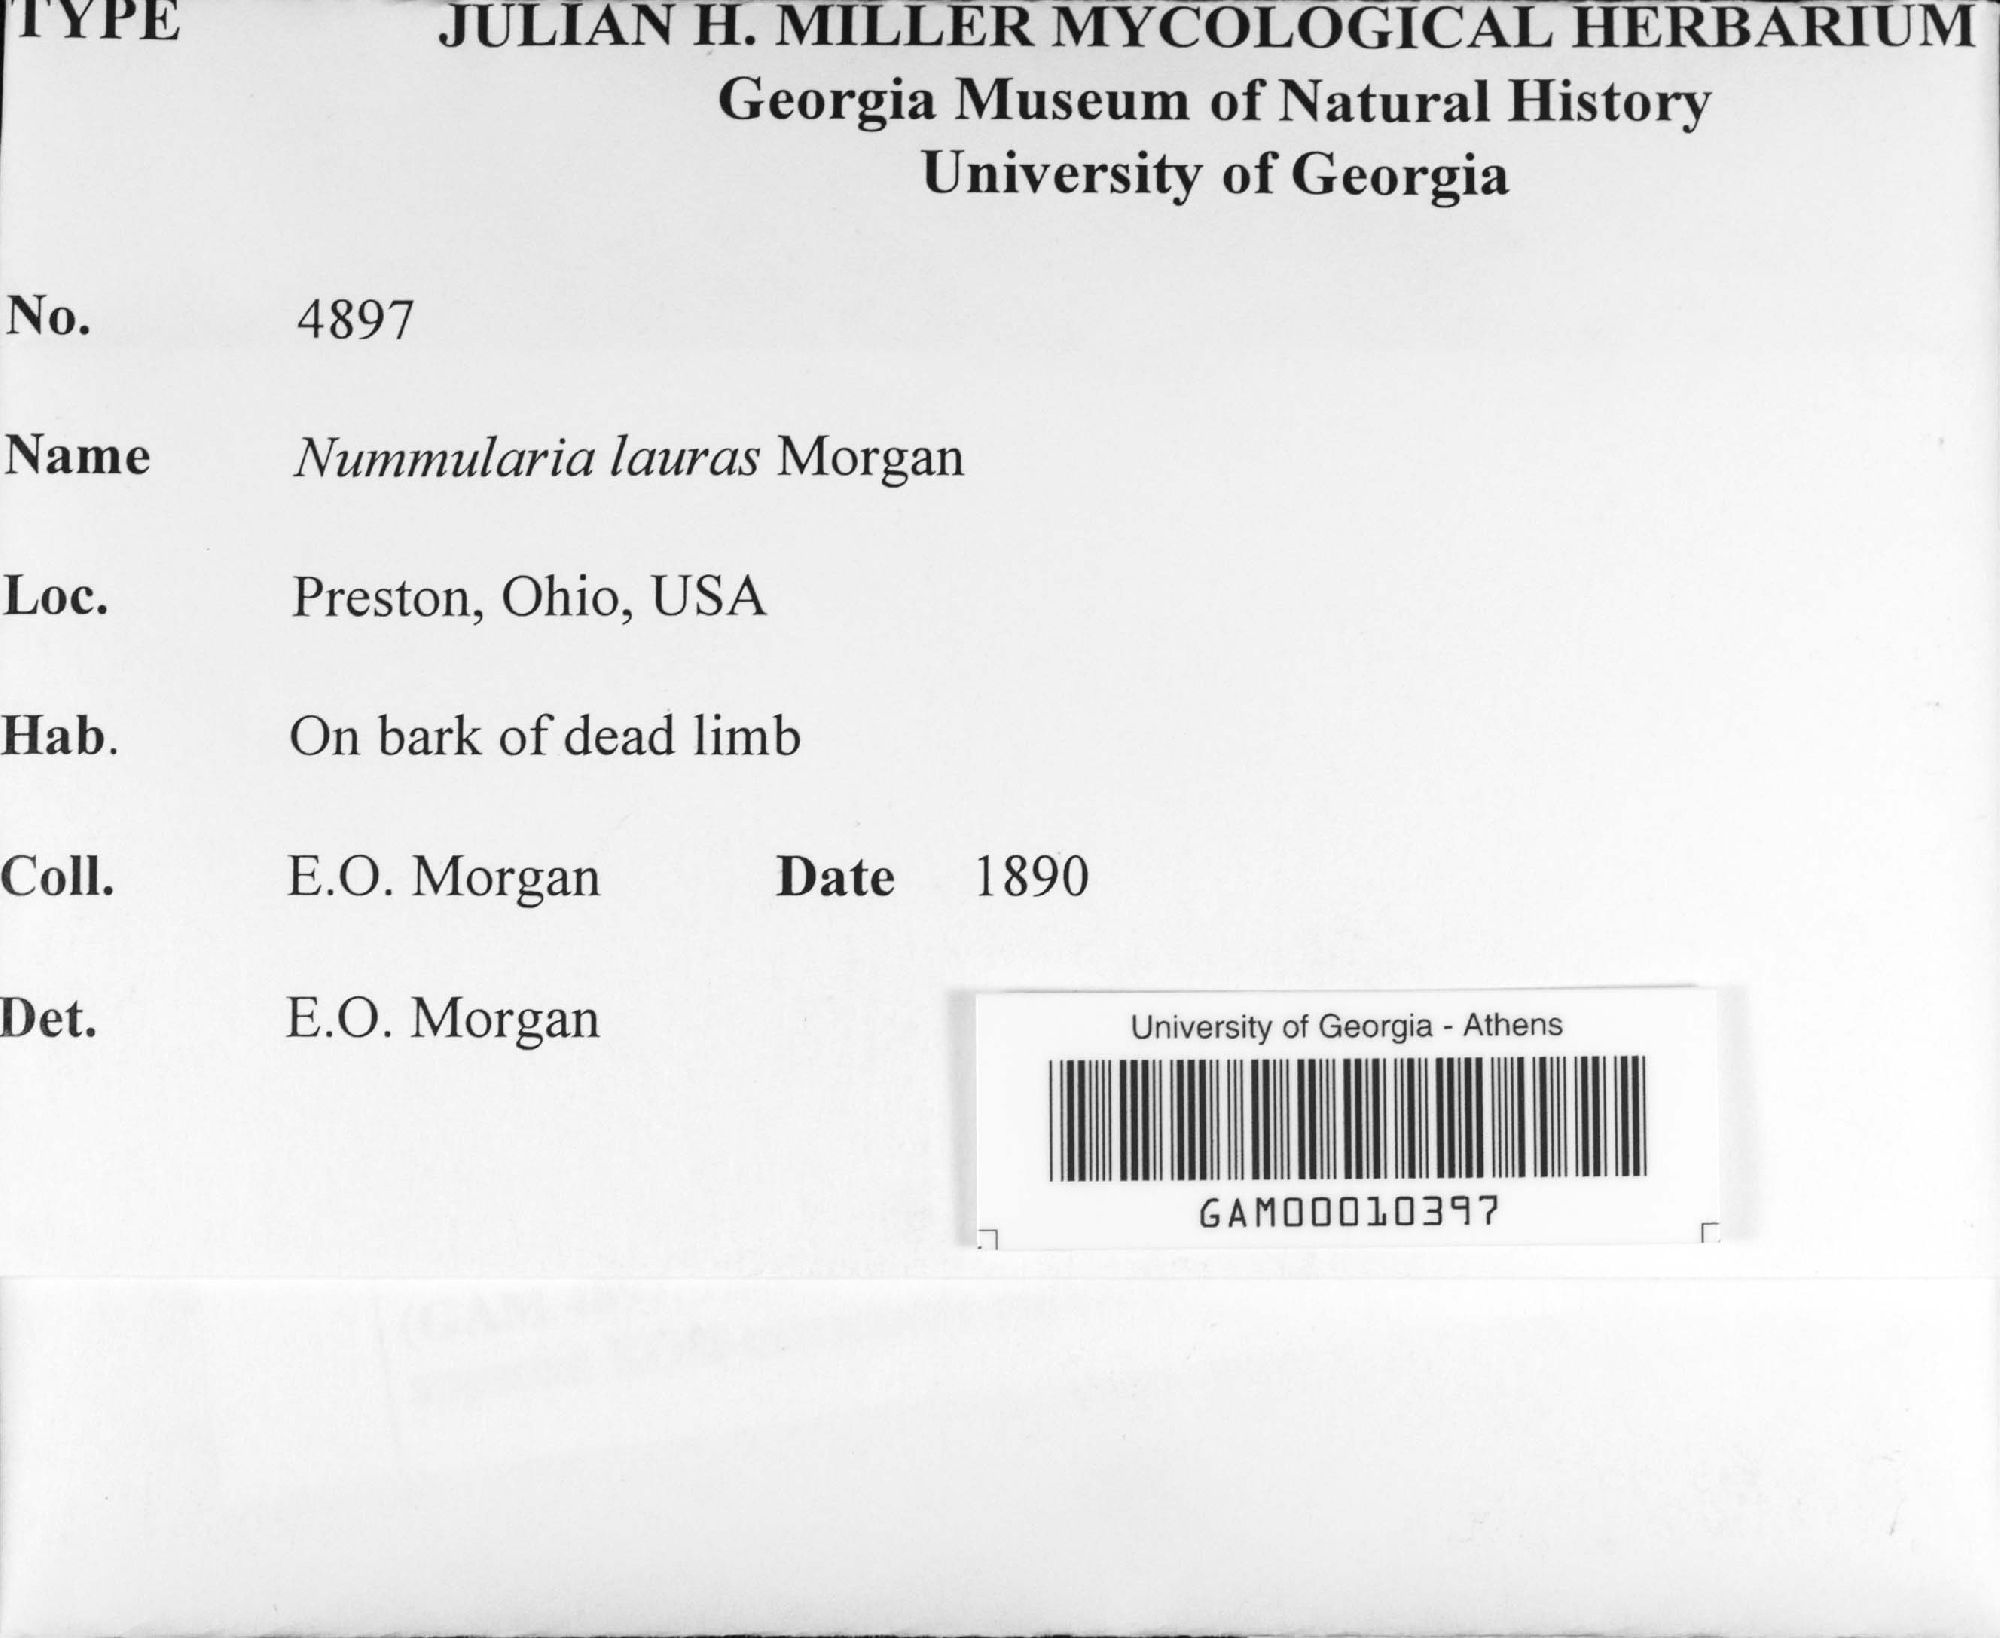 TYPE JULIAN H. MILLER MYCOLOGICAL HERBARIUM
Georgia Museum of Natural History
University of Georgia
No. 4897
Name Nummularia lauras Morgan
Loc. Preston, Ohio, USA
Hab. On bark of dead limb
Coll. E.O. Morgan Date 1890
Det. E.O. Morgan
University of Georgia - Athens
GAM00010397